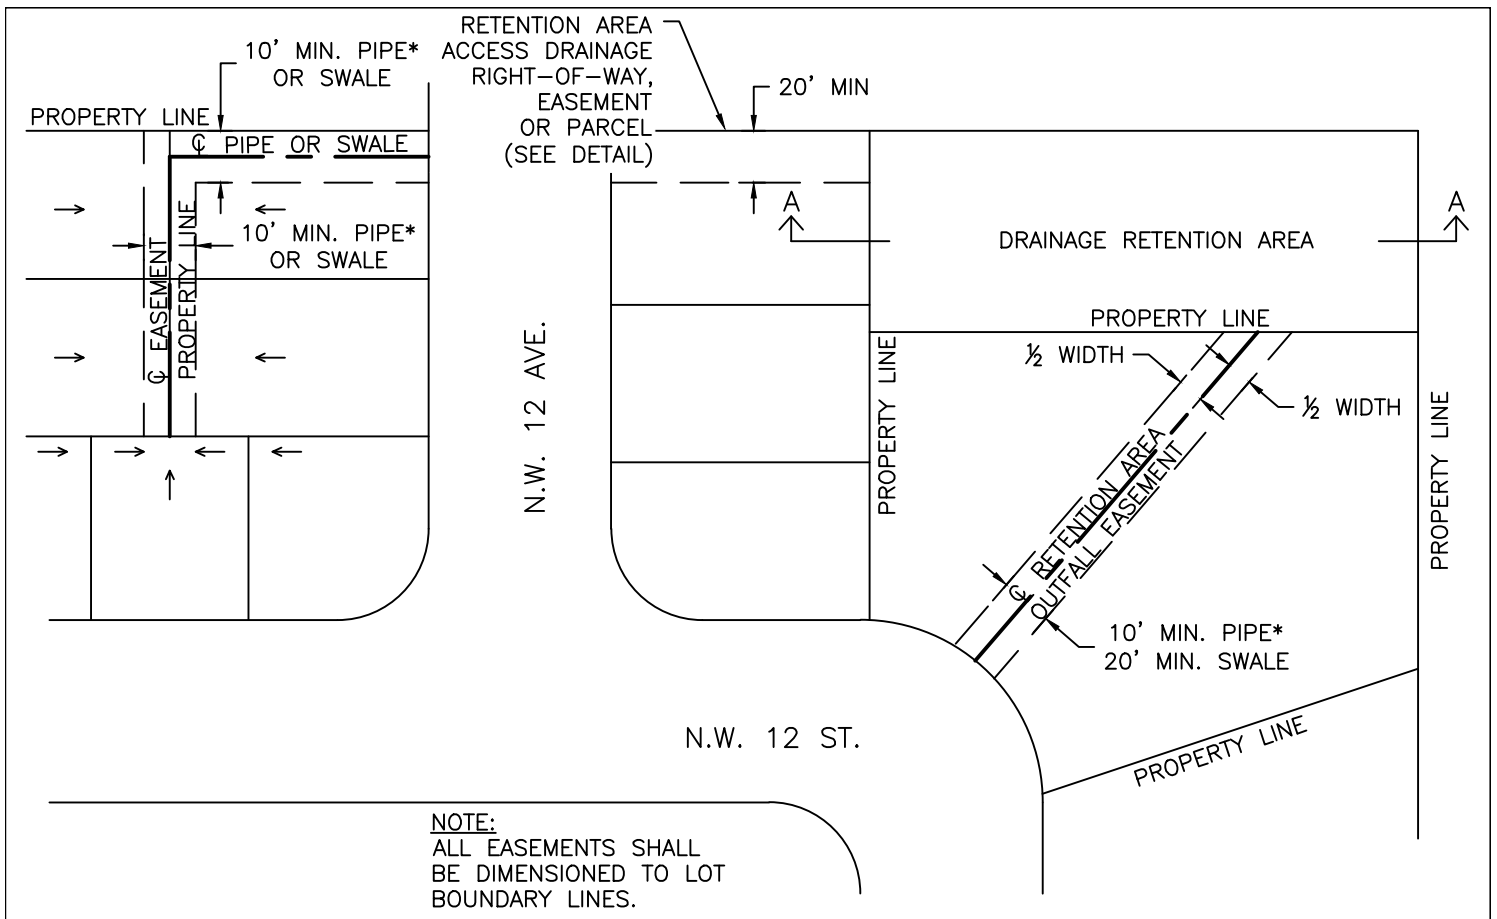 RETENTION AREA
ACCESS DRAINAGE
RIGHT-OF-WAY,
EASEMENT
OR PARCEL
(SEE DETAIL)
10' MIN. PIPE*
OR SWALE
20' MIN
PROPERTY LINE
℄ PIPE OR SWALE
10' MIN. PIPE*
OR SWALE
℄ EASEMENT
PROPERTY LINE
A
DRAINAGE RETENTION AREA
A
N.W. 12 AVE.
PROPERTY LINE
½ WIDTH
½ WIDTH
PROPERTY LINE
PROPERTY LINE
℄ RETENTION AREA
OUTFALL EASEMENT
10' MIN. PIPE*
20' MIN. SWALE
N.W. 12 ST.
PROPERTY LINE
NOTE:
ALL EASEMENTS SHALL
BE DIMENSIONED TO LOT
BOUNDARY LINES.